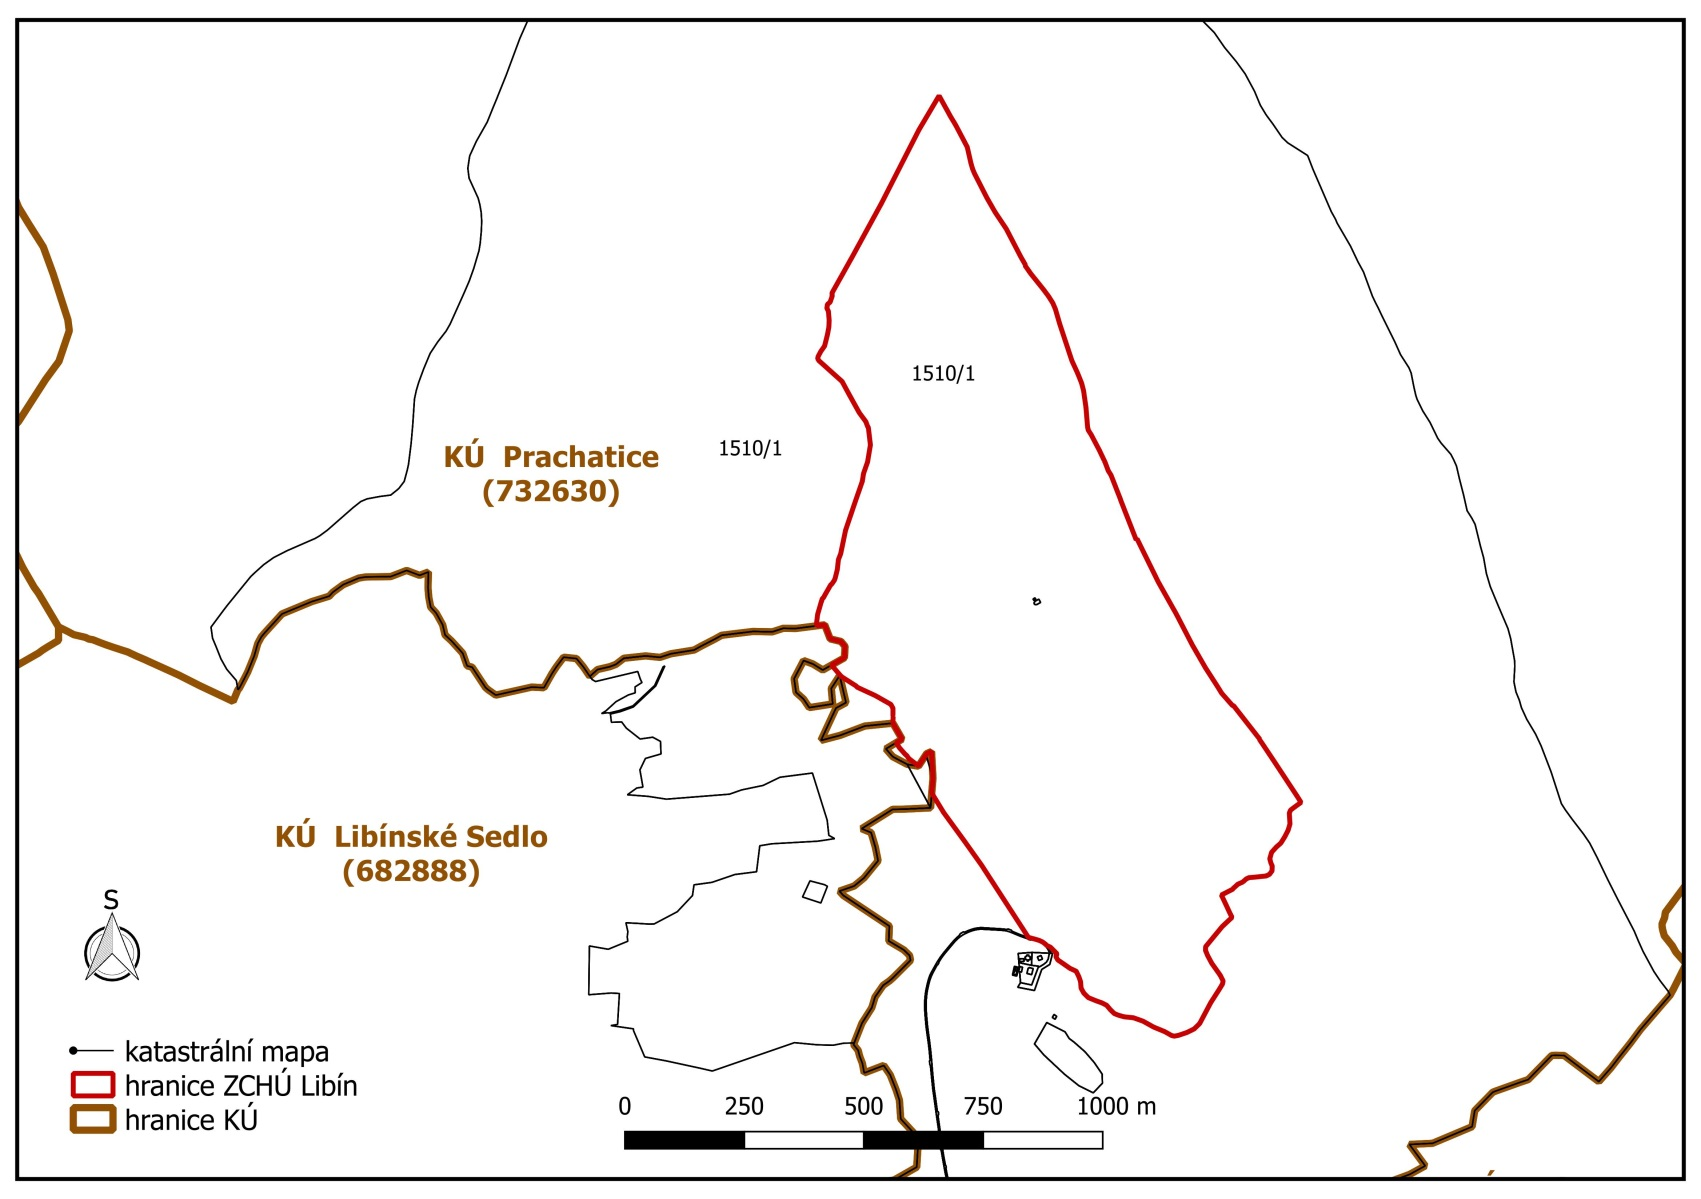 1510/1
KÚ  Prachatice
(732630)
1510/1
KÚ  Libínské Sedlo
(682888)
S
katastrální mapa
hranice ZCHÚ Libín
hranice KÚ
0 250 500 750 1000 m